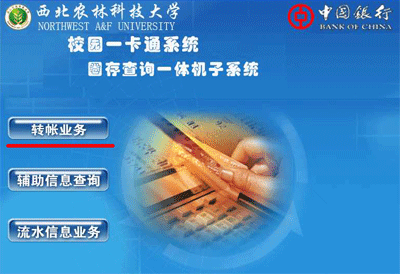 西北农林科技大学
NORTHWEST A&F UNIVERSITY
中国银行
BANK OF CHINA
校园一卡通系统
圈存查询一体机子系统
转帐业务
辅助信息查询
流水信息业务